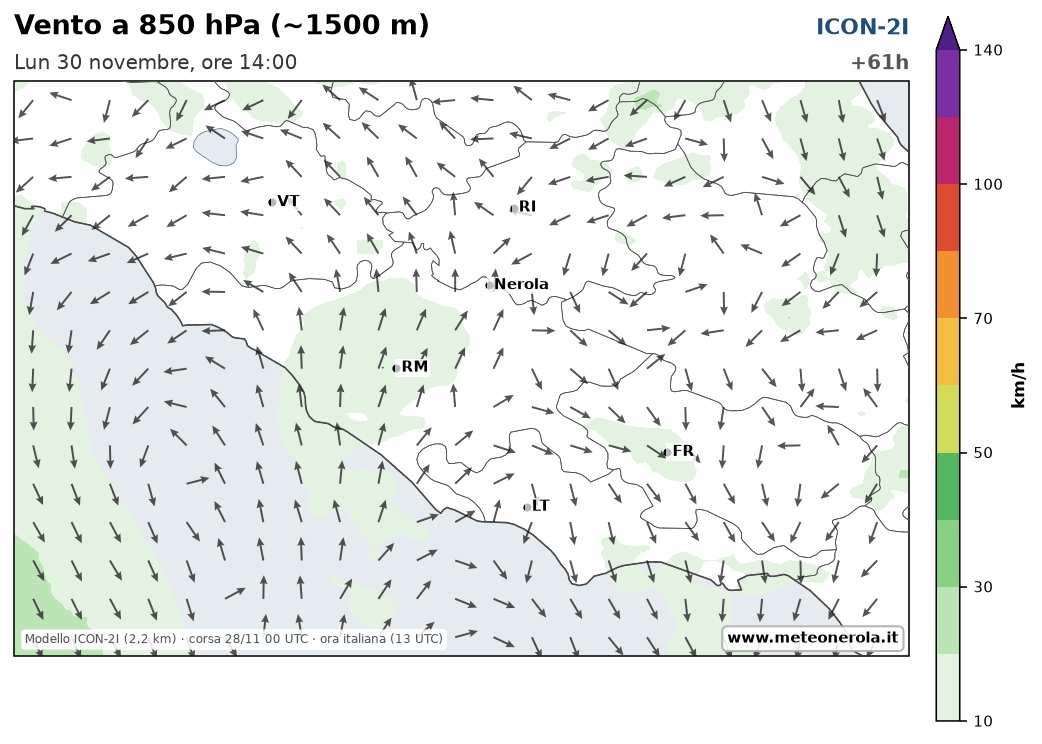 Vento a 850 hPa (~1500 m)
ICON-2I
Lun 30 novembre, ore 14:00
+61h
VT
RI
Nerola
RM
FR
LT
140
100
70
50
30
10
km/h
Modello ICON-2I (2,2 km) · corsa 28/11 00 UTC · ora italiana (13 UTC)
www.meteonerola.it